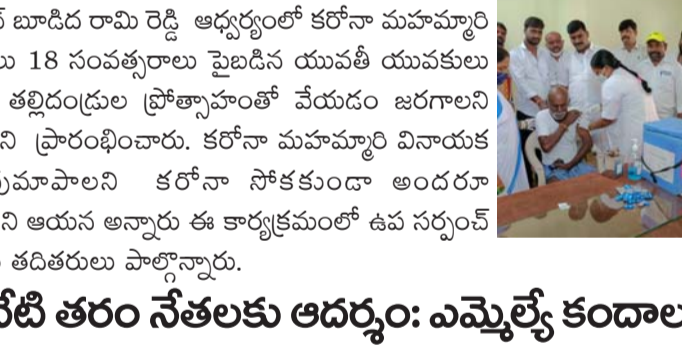 బూడిద రామి రెడ్డి ఆధ్వర్యంలో కరోనా మహమ్మారి
18 సంవత్సరాలు పైబడిన యువతీ యువకులు
తల్లిదండ్రుల ప్రోత్సాహంతో వేయడం జరగాలని
ని ప్రారంభించారు. కరోనా మహమ్మారి వినాయక
రుమాపాలని కరోనా సోకకుండా అందరూ
ని ఆయన అన్నారు ఈ కార్యక్రమంలో ఉప సర్పంచ్
తదితరులు పాల్గొన్నారు.
నేటి తరం నేతలకు ఆదర్శం: ఎమ్మెల్యే కందాల